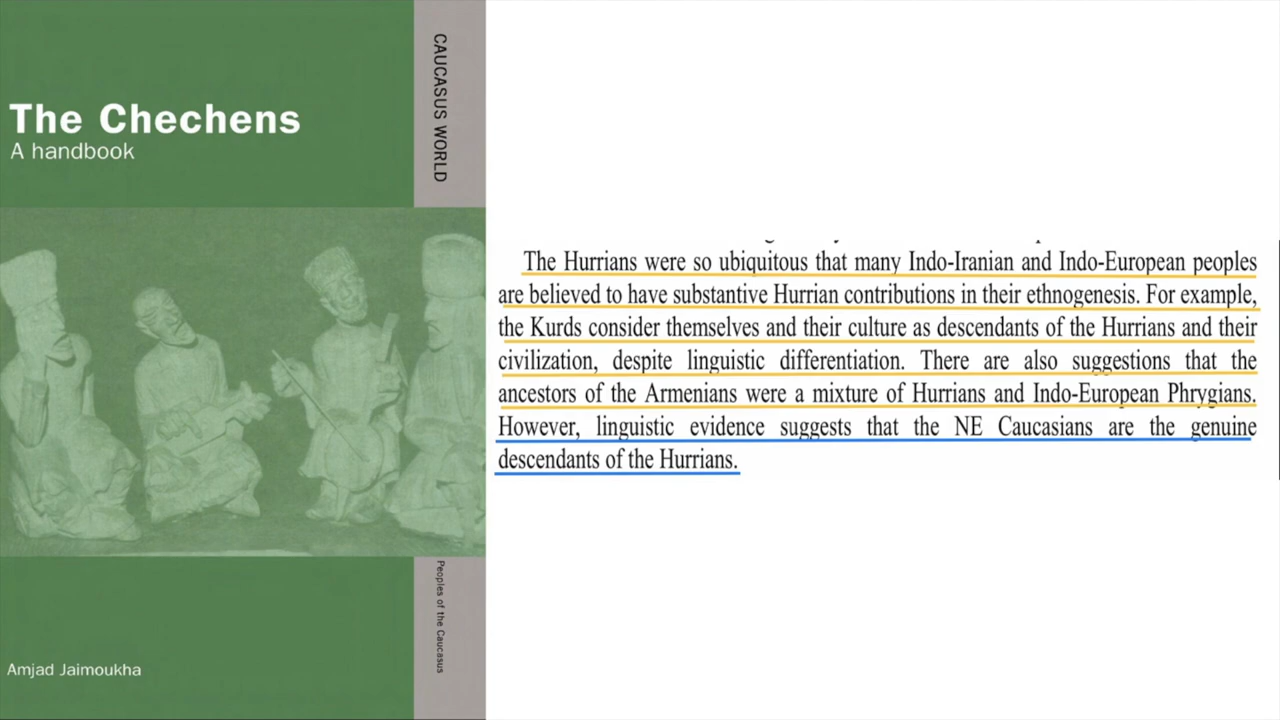 The Chechens
A handbook
CAUCASUS WORLD
Peoples of the Caucasus
Amjad Jaimoukha
The Hurrians were so ubiquitous that many Indo-Iranian and Indo-European peoples
are believed to have substantive Hurrian contributions in their ethnogenesis. For example,
the Kurds consider themselves and their culture as descendants of the Hurrians and their
civilization, despite linguistic differentiation. There are also suggestions that the
ancestors of the Armenians were a mixture of Hurrians and Indo-European Phrygians.
However, linguistic evidence suggests that the NE Caucasians are the genuine
descendants of the Hurrians.